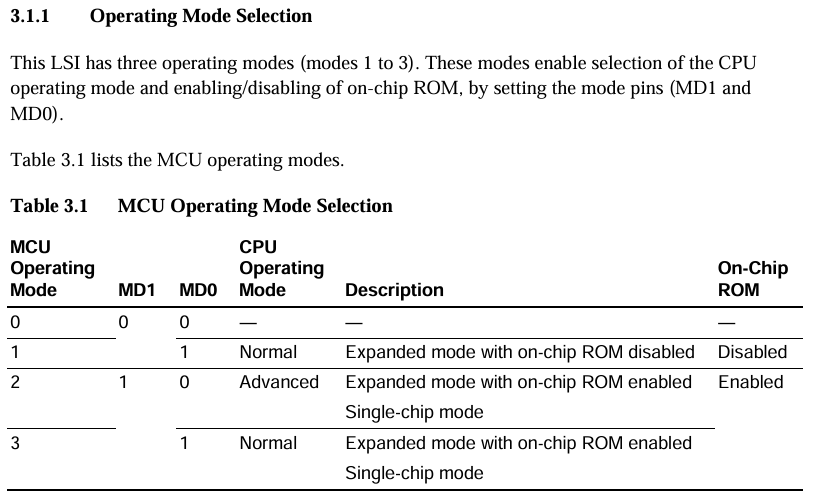 3.1.1 Operating Mode Selection
This LSI has three operating modes (modes 1 to 3). These modes enable selection of the CPU
operating mode and enabling/disabling of on-chip ROM, by setting the mode pins (MD1 and
MD0).
Table 3.1 lists the MCU operating modes.
Table 3.1 MCU Operating Mode Selection
MCU CPU
Operating Operating On-Chip
Mode MD1 MD0 Mode Description ROM
0 0 0 — — —
1 1 Normal Expanded mode with on-chip ROM disabled Disabled
2 1 0 Advanced Expanded mode with on-chip ROM enabled Enabled
Single-chip mode
3 1 Normal Expanded mode with on-chip ROM enabled
Single-chip mode